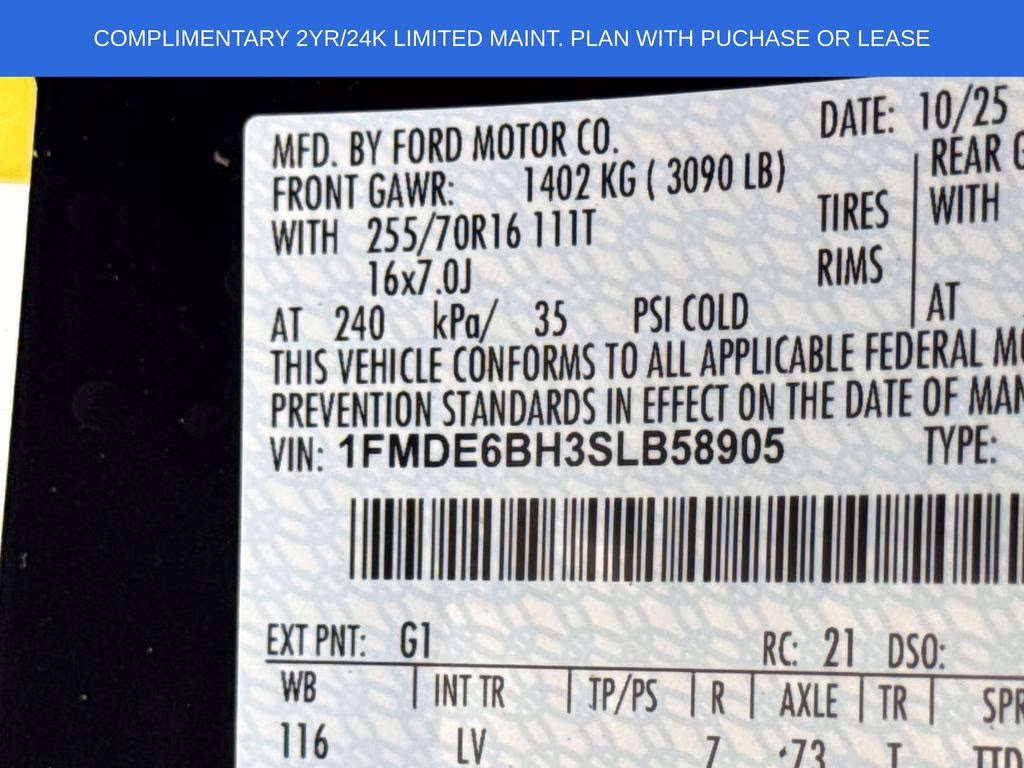 COMPLIMENTARY 2YR/24K LIMITED MAINT. PLAN WITH PUCHASE OR LEASE
DATE: 10/25
MFD. BY FORD MOTOR CO.
FRONT GAWR: 1402 KG ( 3090 LB) REAR G
WITH 255/70R16 111T TIRES WITH
16x7.0J RIMS
AT 240 kPa/ 35 PSI COLD AT
THIS VEHICLE CONFORMS TO ALL APPLICABLE FEDERAL MO
PREVENTION STANDARDS IN EFFECT ON THE DATE OF MAN
VIN: 1FMDE6BH3SLB58905 TYPE:
EXT PNT: G1 RC: 21 DSO:
WB INT TR TP/PS R AXLE TR SPR
116 LV 7 73 T TTD